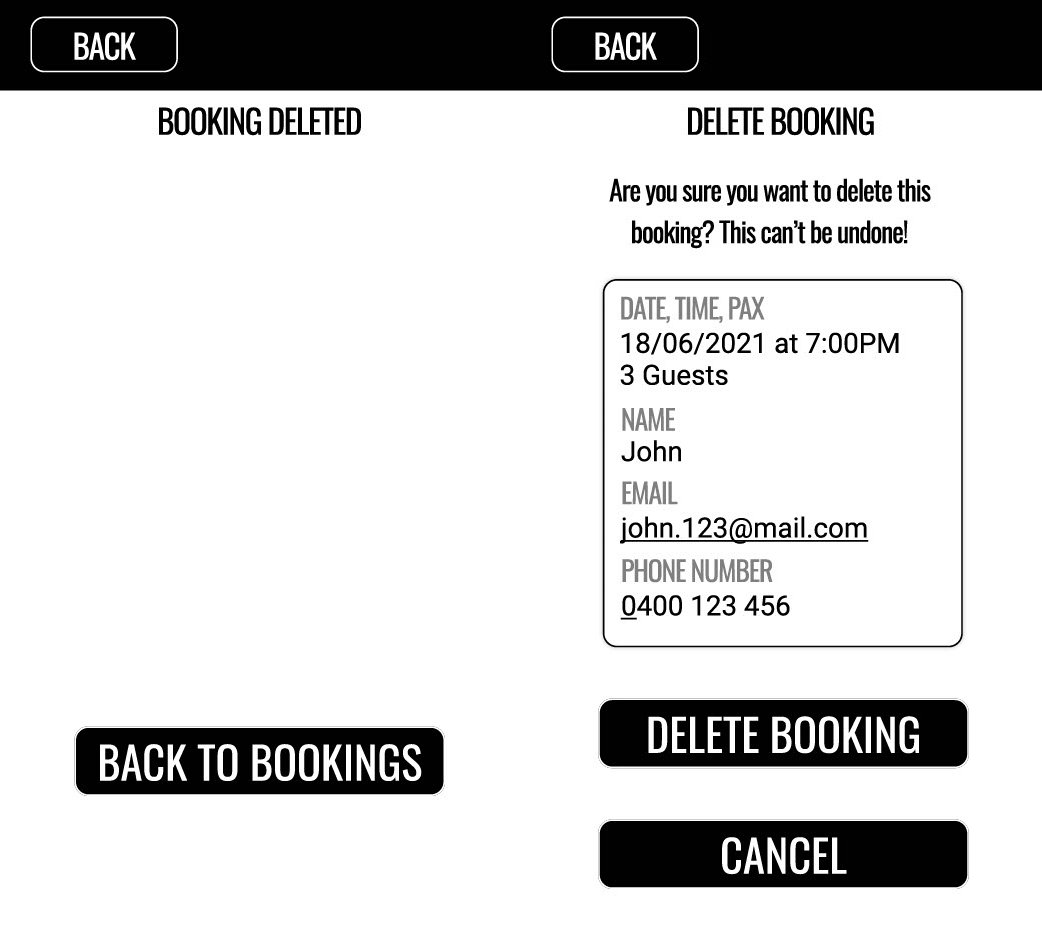 BACK
BOOKING DELETED
BACK TO BOOKINGS
BACK
DELETE BOOKING
Are you sure you want to delete this
booking? This can't be undone!
DATE, TIME, PAX
18/06/2021 at 7:00PM
3 Guests
NAME
John
EMAIL
john.123@mail.com
PHONE NUMBER
0400 123 456
DELETE BOOKING
CANCEL